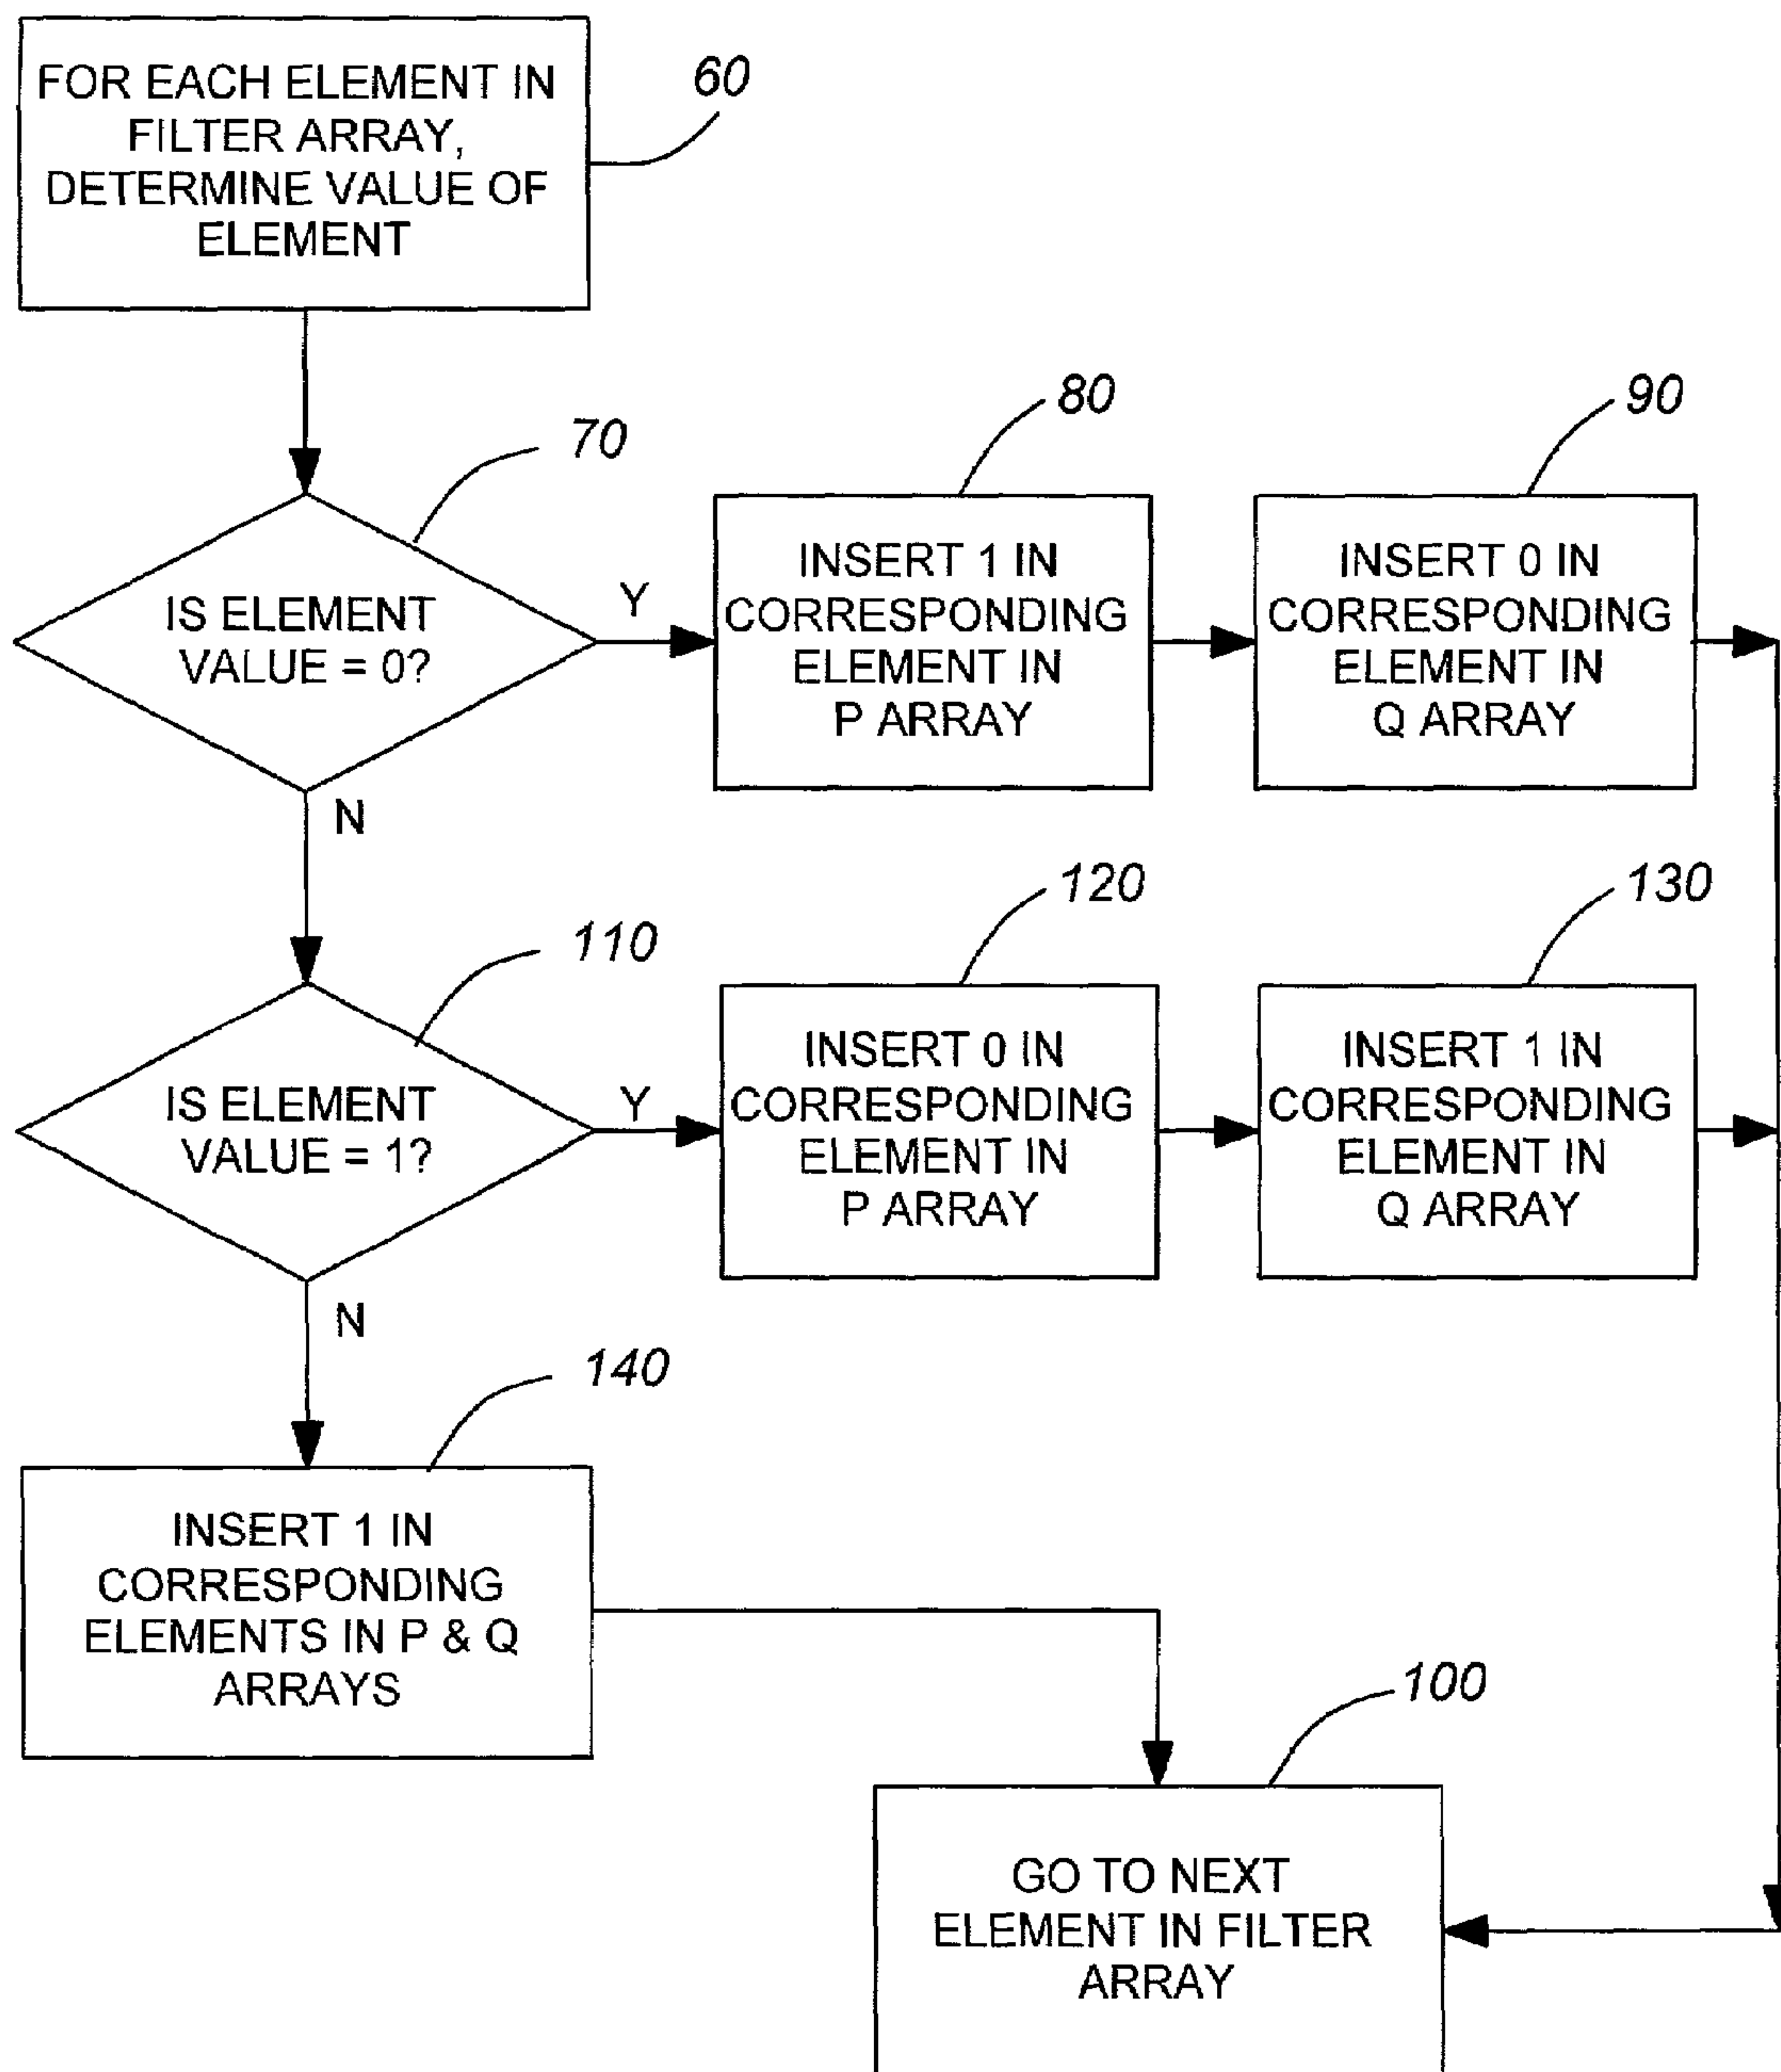 FOR EACH ELEMENT IN
FILTER ARRAY,
DETERMINE VALUE OF
ELEMENT
60
70
IS ELEMENT
VALUE = 0?
Y
N
80
INSERT 1 IN
CORRESPONDING
ELEMENT IN
P ARRAY
90
INSERT 0 IN
CORRESPONDING
ELEMENT IN
Q ARRAY
110
IS ELEMENT
VALUE = 1?
Y
N
120
INSERT 0 IN
CORRESPONDING
ELEMENT IN
P ARRAY
130
INSERT 1 IN
CORRESPONDING
ELEMENT IN
Q ARRAY
140
INSERT 1 IN
CORRESPONDING
ELEMENTS IN P & Q
ARRAYS
100
GO TO NEXT
ELEMENT IN FILTER
ARRAY